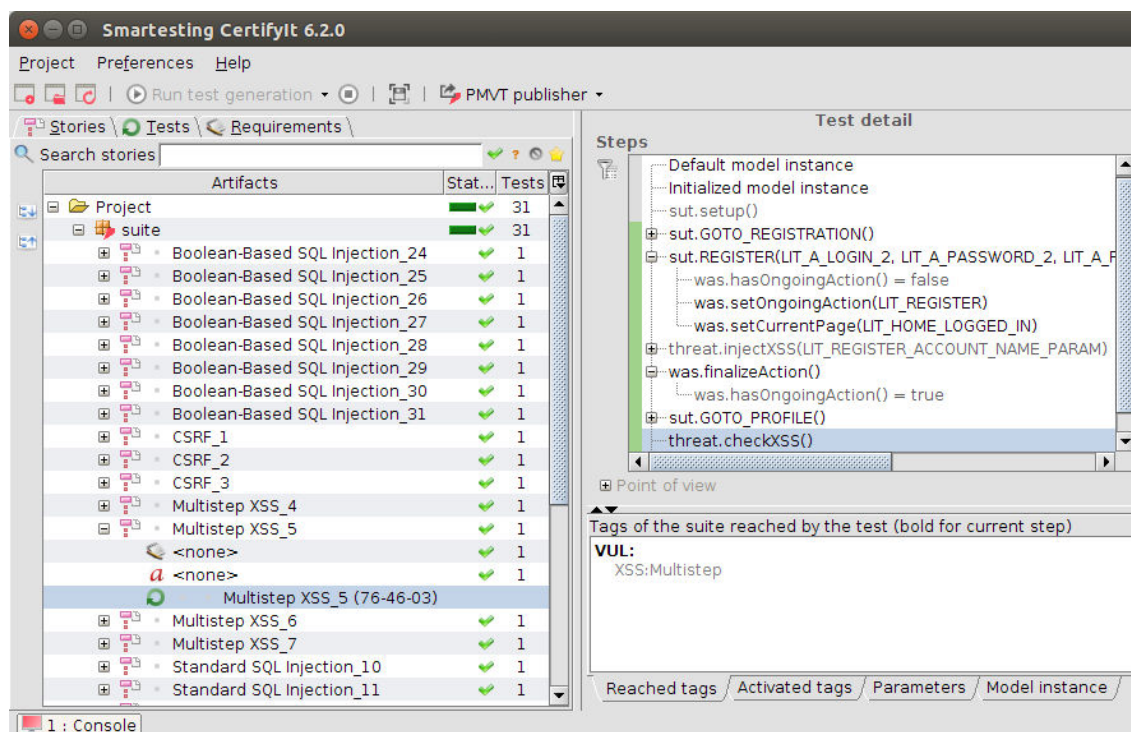 Smartesting CertifyIt 6.2.0
Project Preferences Help
Run test generation PMVT publisher
Stories Tests Requirements
Search stories
Artifacts Stat... Tests
Project 31
suite 31
Boolean-Based SQL Injection_24 1
Boolean-Based SQL Injection_25 1
Boolean-Based SQL Injection_26 1
Boolean-Based SQL Injection_27 1
Boolean-Based SQL Injection_28 1
Boolean-Based SQL Injection_29 1
Boolean-Based SQL Injection_30 1
Boolean-Based SQL Injection_31 1
CSRF_1 1
CSRF_2 1
CSRF_3 1
Multistep XSS_4 1
Multistep XSS_5 1
<none> 1
a <none> 1
Multistep XSS_5 (76-46-03)
Multistep XSS_6 1
Multistep XSS_7 1
Standard SQL Injection_10 1
Standard SQL Injection_11 1
1 : Console
Test detail
Steps
Default model instance
Initialized model instance
sut.setup()
sut.GOTO_REGISTRATION()
sut.REGISTER(LIT_A_LOGIN_2, LIT_A_PASSWORD_2, LIT_A_F
was.hasOngoingAction() = false
was.setOngoingAction(LIT_REGISTER)
was.setCurrentPage(LIT_HOME_LOGGED_IN)
threat.injectXSS(LIT_REGISTER_ACCOUNT_NAME_PARAM)
was.finalizeAction()
was.hasOngoingAction() = true
sut.GOTO_PROFILE()
threat.checkXSS()
Point of view
Tags of the suite reached by the test (bold for current step)
VUL:
XSS:Multistep
Reached tags Activated tags Parameters Model instance